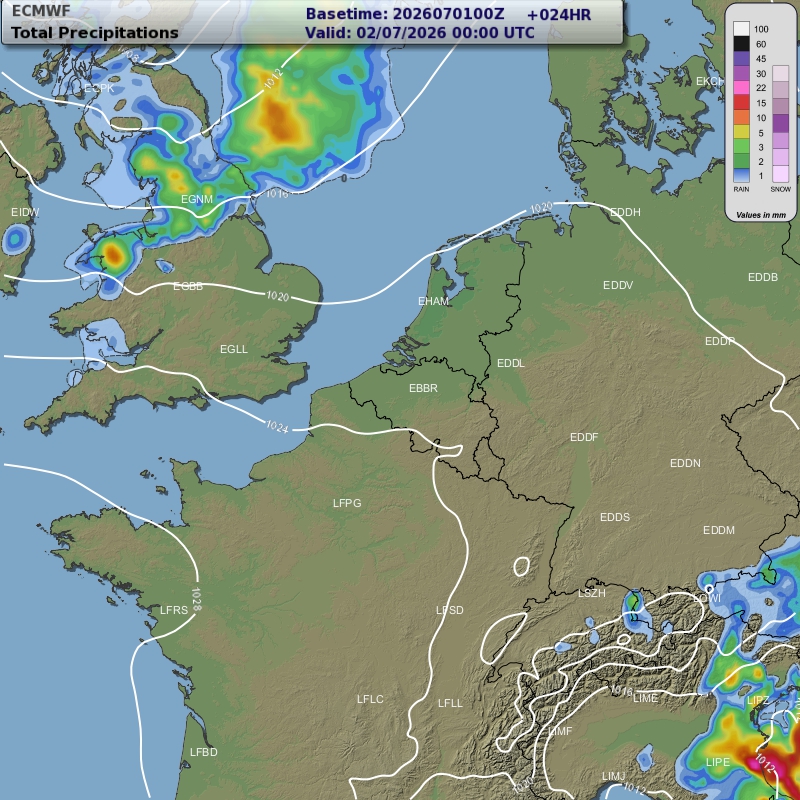 ECMWF
Basetime: 2026070100Z +024HR
Total Precipitations
Valid: 02/07/2026 00:00 UTC
100
60
45
30
22
15
10
5
3
2
1
RAIN SNOW
Values in mm
1012
EGPK
EKCH
EGNM
1016
EIDW
1020
EDDH
EGBB
1020
EHAM
EDDV
EDDB
EGLL
EDDP
EDDL
EBBR
1024
EDDF
EDDN
LFPG
EDDS
EDDM
1028
LFRS
LFSD
LSZH
LOWI
1016
LIME
LIPZ
LFLC
LFLL
LIMF
LFBD
LIPE
1012
LIMJ
1020
1012